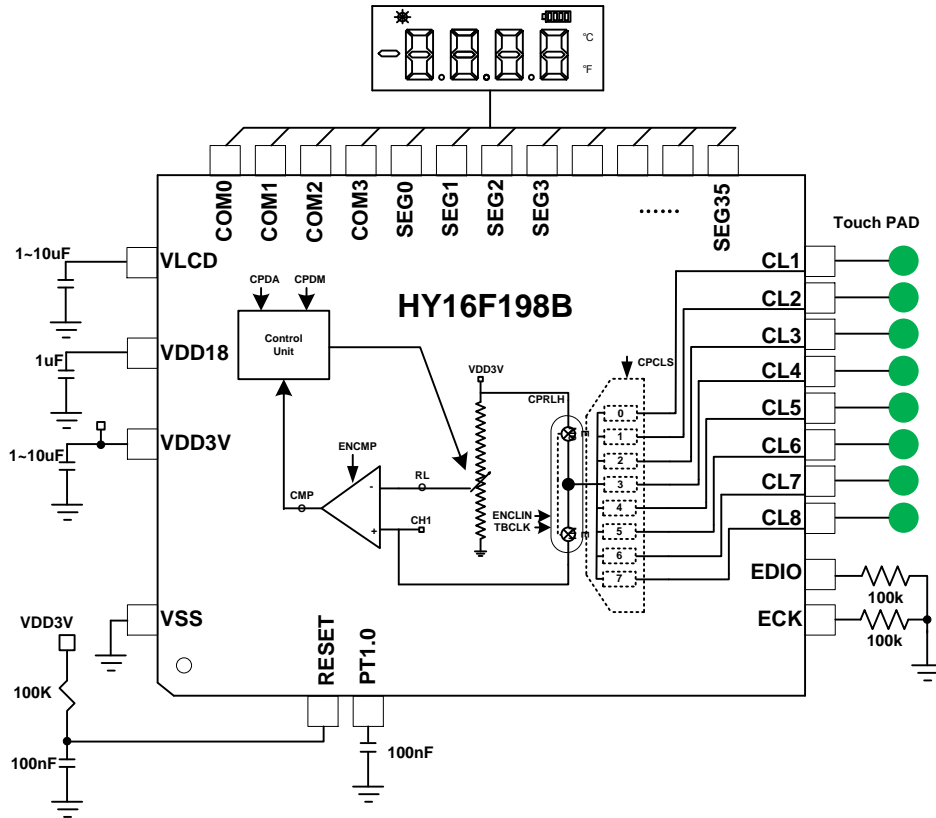 °C
°F
COM0
COM1
COM2
COM3
SEG0
SEG1
SEG2
SEG3
......
SEG35
Touch PAD
1~10uF
VLCD
CL1
CPDA
CPDM
CL2
HY16F198B
CL3
Control
Unit
1uF
VDD18
CPCLS
CL4
VDD3V
CPRLH
CL5
0
1
VDD3V
1~10uF
CL6
ENCMP
2
RL
3
CL7
-
CMP
4
ENCLIN
CH1
TBCLK
CL8
+
5
6
7
EDIO
100k
VSS
ECK
VDD3V
100k
RESET
PT1.0
100K
100nF
100nF